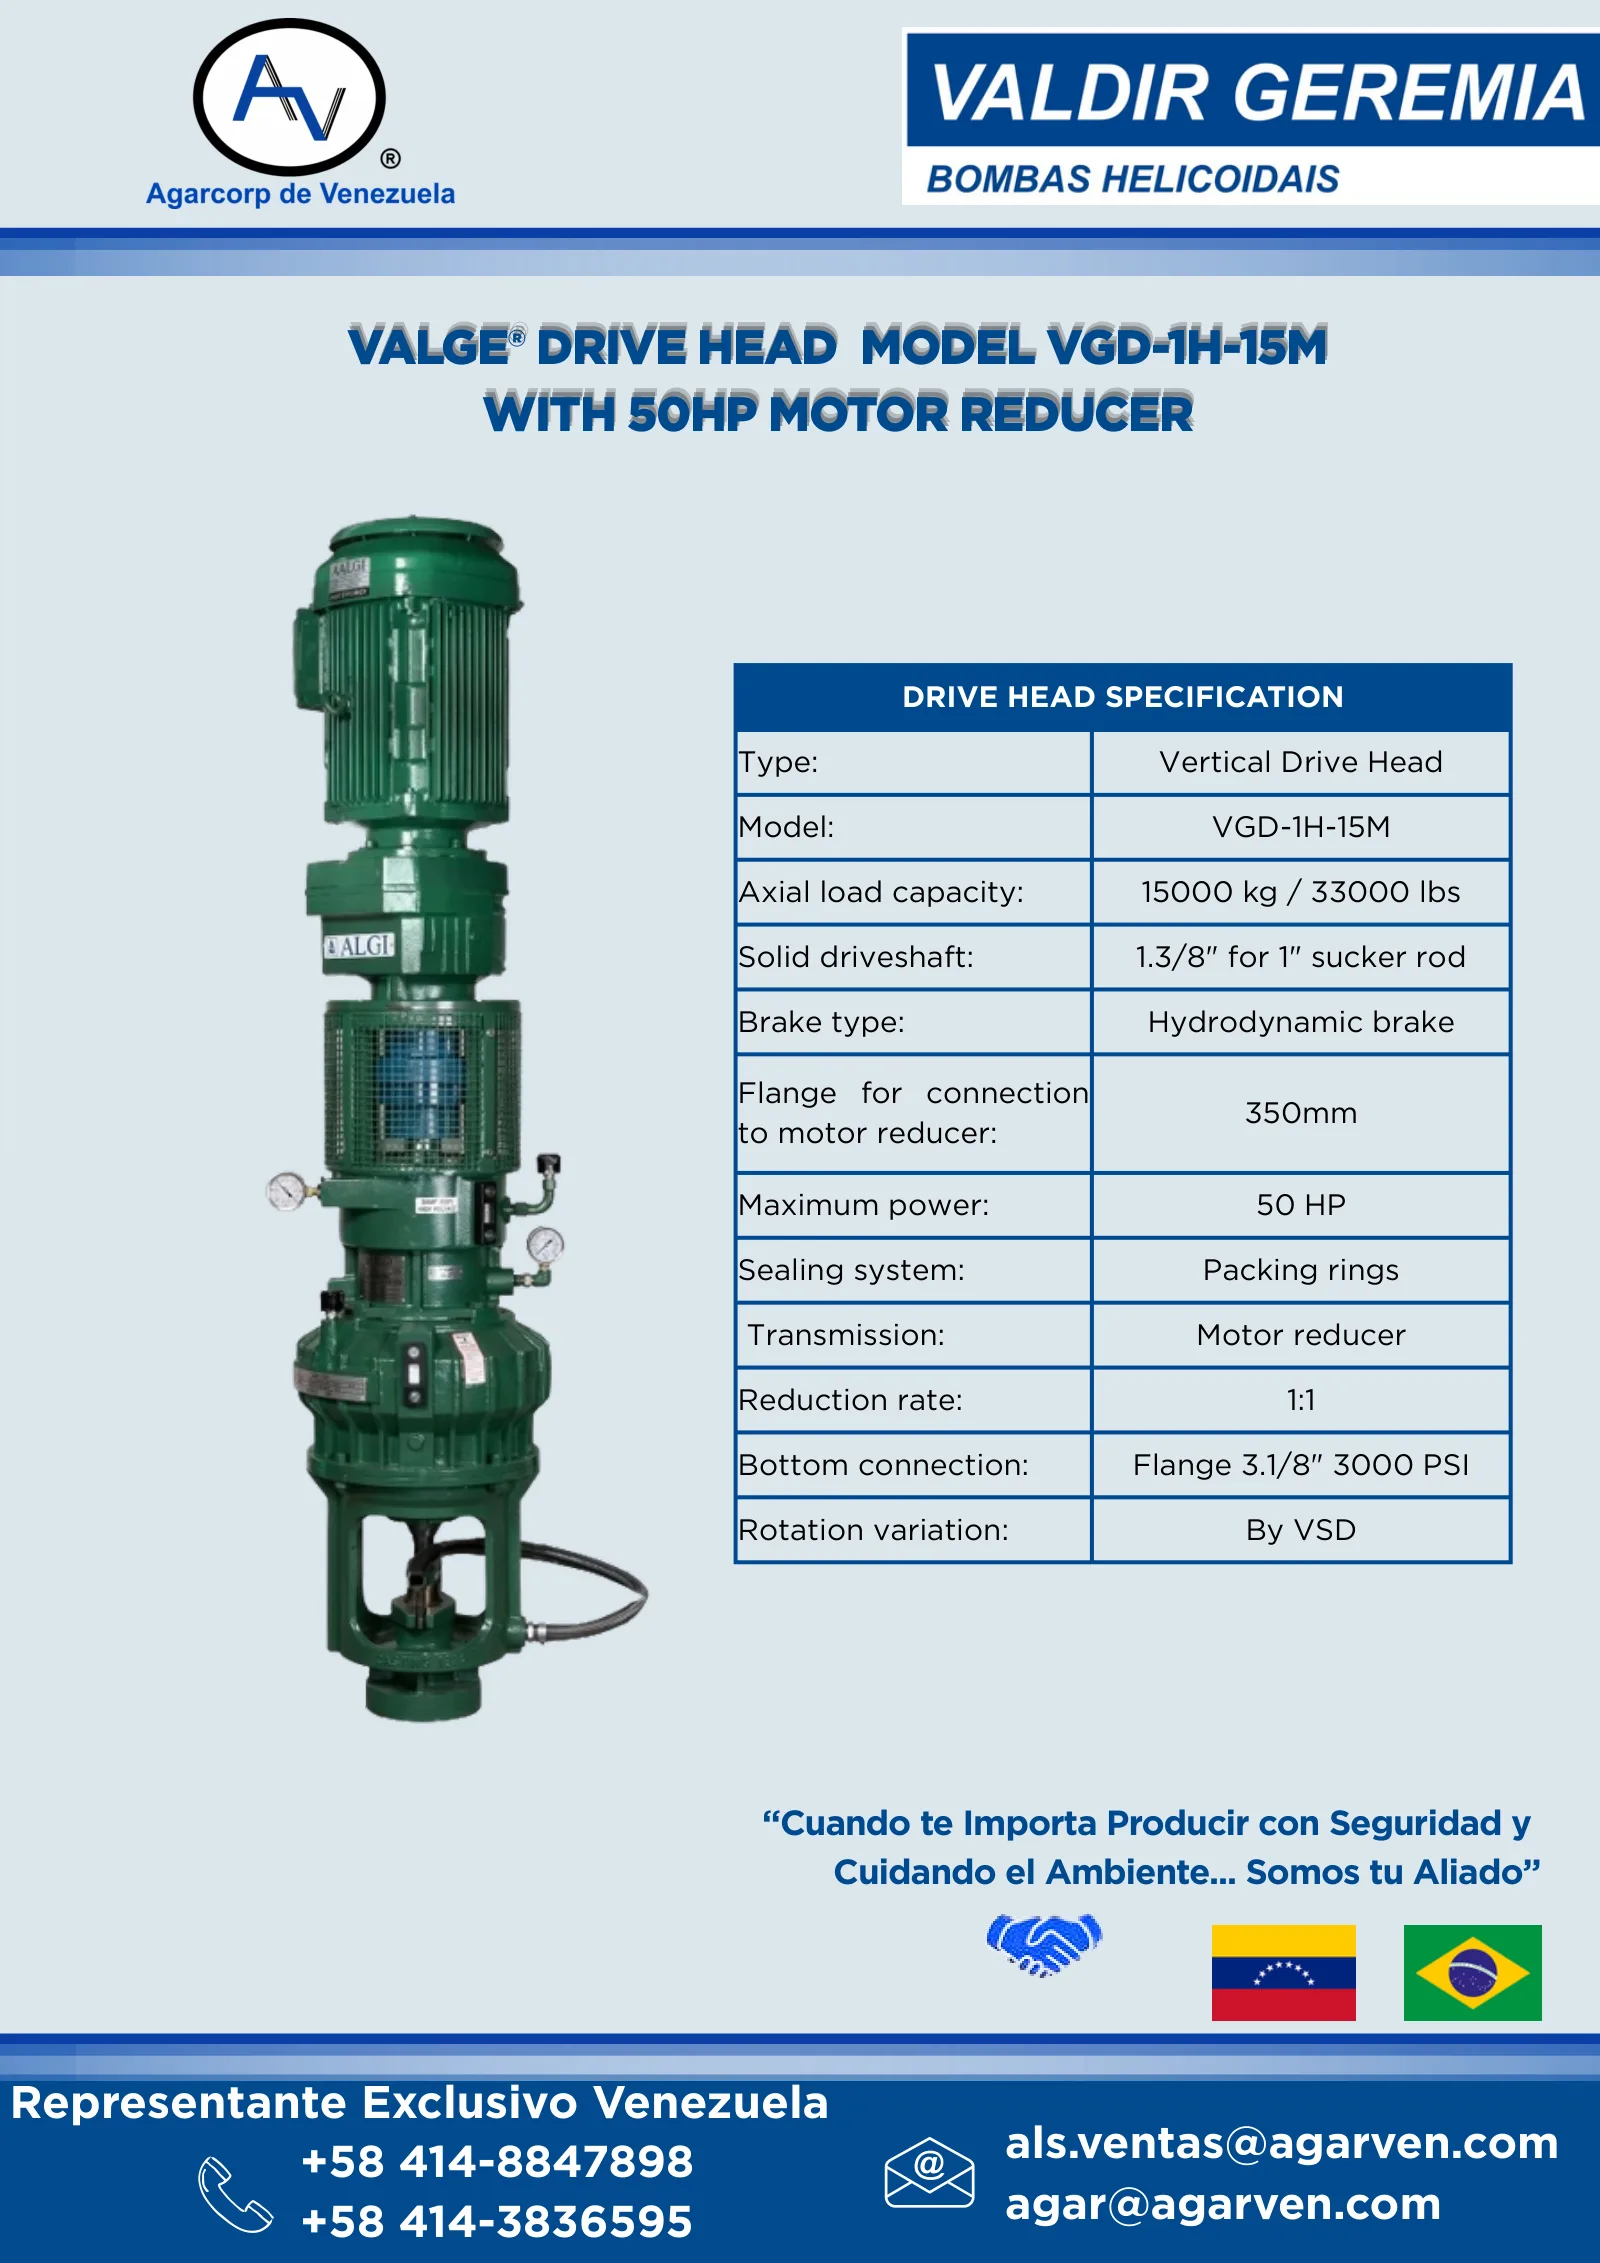 AV
®
Agarcorp de Venezuela
VALDIR GEREMIA
BOMBAS HELICOIDAIS
VALGE® DRIVE HEAD MODEL VGD-1H-15M
WITH 50HP MOTOR REDUCER
ALGI
DRIVE HEAD SPECIFICATION
Type: Vertical Drive Head
Model: VGD-1H-15M
Axial load capacity: 15000 kg / 33000 lbs
Solid driveshaft: 1.3/8" for 1" sucker rod
Brake type: Hydrodynamic brake
Flange for connection
to motor reducer: 350mm
Maximum power: 50 HP
Sealing system: Packing rings
Transmission: Motor reducer
Reduction rate: 1:1
Bottom connection: Flange 3.1/8" 3000 PSI
Rotation variation: By VSD
“Cuando te Importa Producir con Seguridad y
Cuidando el Ambiente... Somos tu Aliado”
Representante Exclusivo Venezuela
+58 414-8847898
+58 414-3836595
@
als.ventas@agarven.com
agar@agarven.com